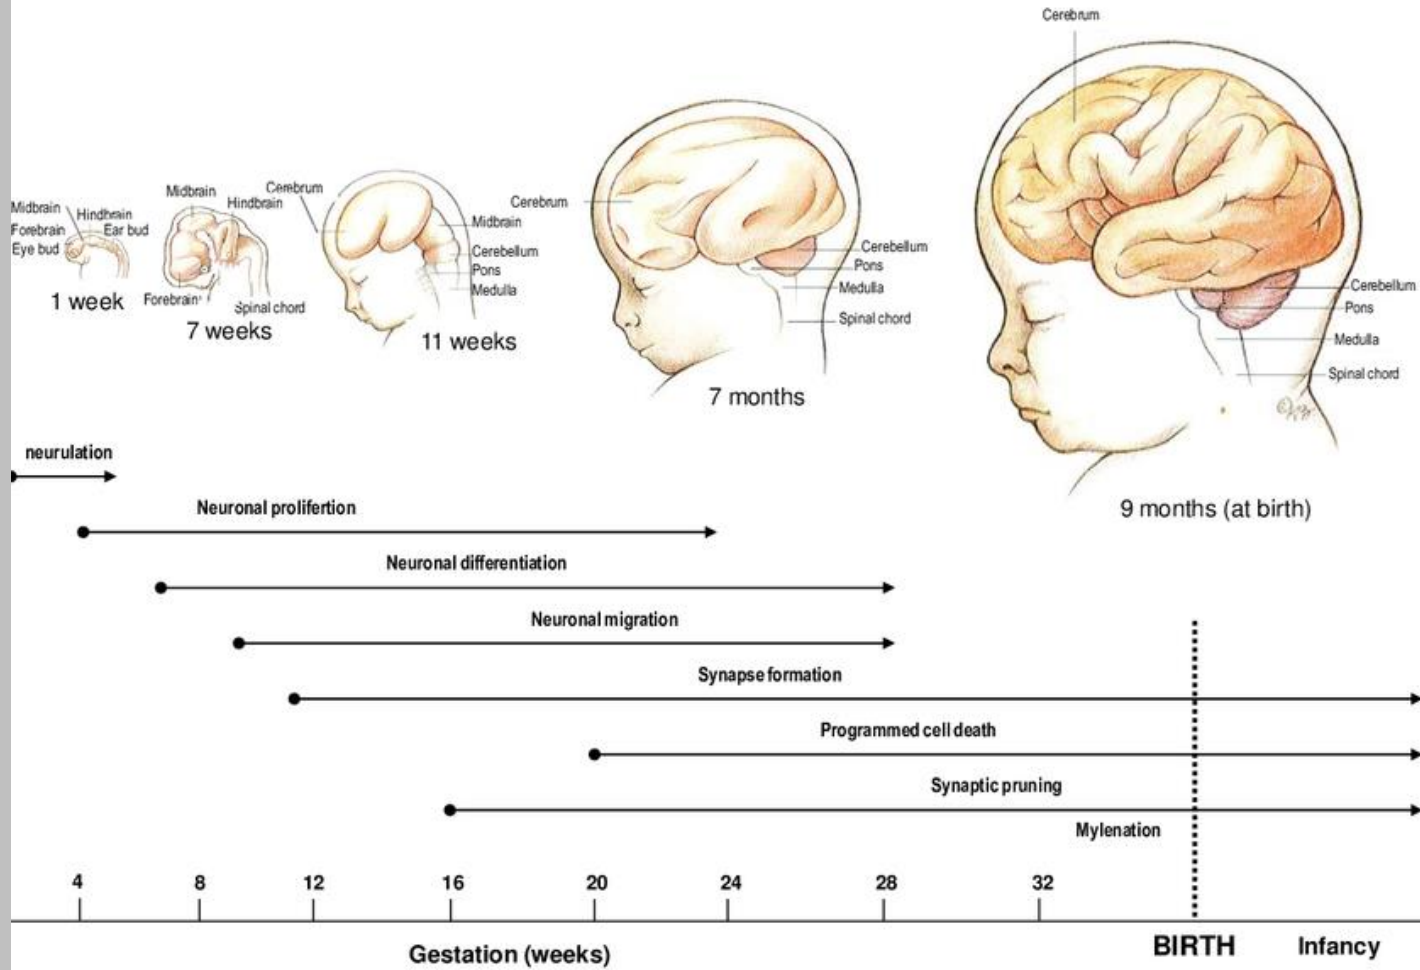 Cerebrum
Midbrain
Forebrain
Eye bud
Hindbrain
Ear bud
1 week
Midbrain
Hindbrain
Forebrain
Spinal chord
7 weeks
Cerebrum
Midbrain
Cerebellum
Pons
Medulla
11 weeks
Cerebrum
Cerebellum
Pons
Medulla
Spinal chord
7 months
Cerebellum
Pons
Medulla
Spinal chord
9 months (at birth)
neurulation
Neuronal prolifertion
Neuronal differentiation
Neuronal migration
Synapse formation
Programmed cell death
Synaptic pruning
Mylenation
4 8 12 16 20 24 28 32
Gestation (weeks) BIRTH Infancy